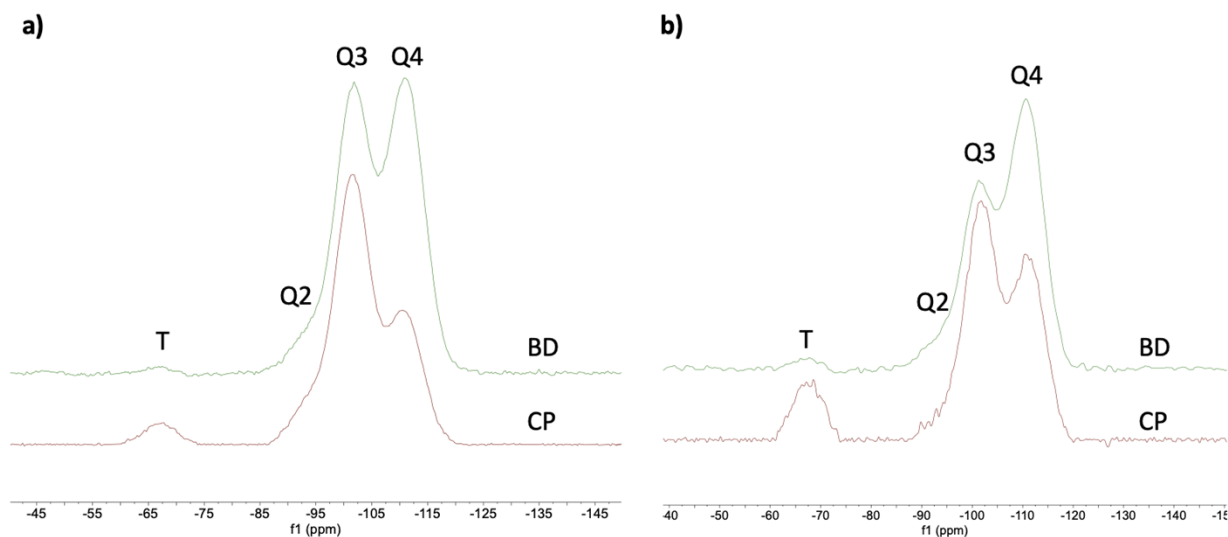 a)
Q3 Q4
Q2
T
BD
CP
-45 -55 -65 -75 -85 -95 -105 -115 -125 -135 -145
f1 (ppm)
b)
Q4
Q3
Q2
T
BD
CP
-40 -50 -60 -70 -80 -90 -100 -110 -120 -130 -140
f1 (ppm)